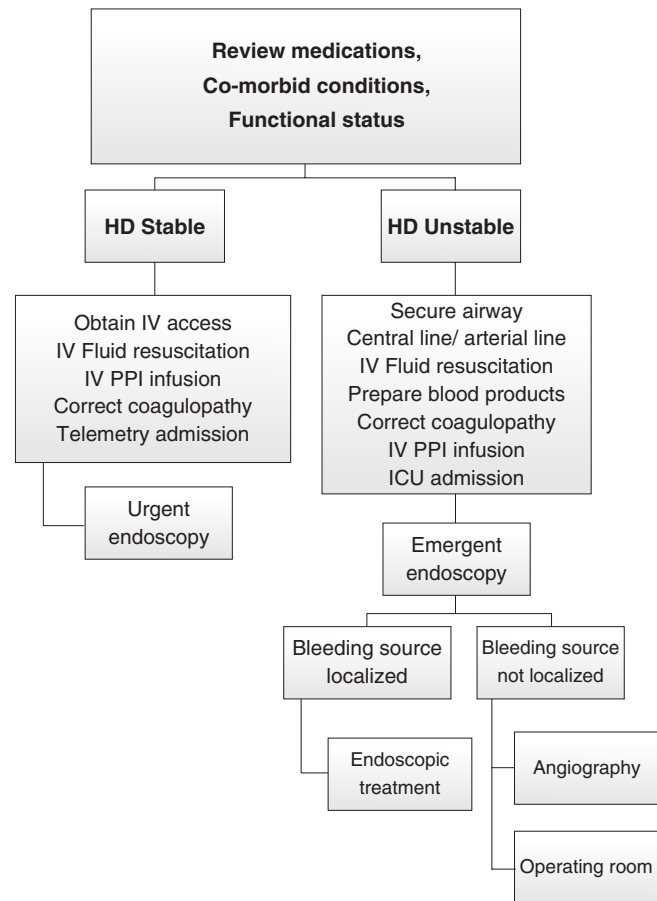 Review medications,
Co-morbid conditions,
Functional status
HD Stable
HD Unstable
Obtain IV access
IV Fluid resuscitation
IV PPI infusion
Correct coagulopathy
Telemetry admission
Secure airway
Central line/ arterial line
IV Fluid resuscitation
Prepare blood products
Correct coagulopathy
IV PPI infusion
ICU admission
Urgent
endoscopy
Emergent
endoscopy
Bleeding source
localized
Bleeding source
not localized
Endoscopic
treatment
Angiography
Operating room